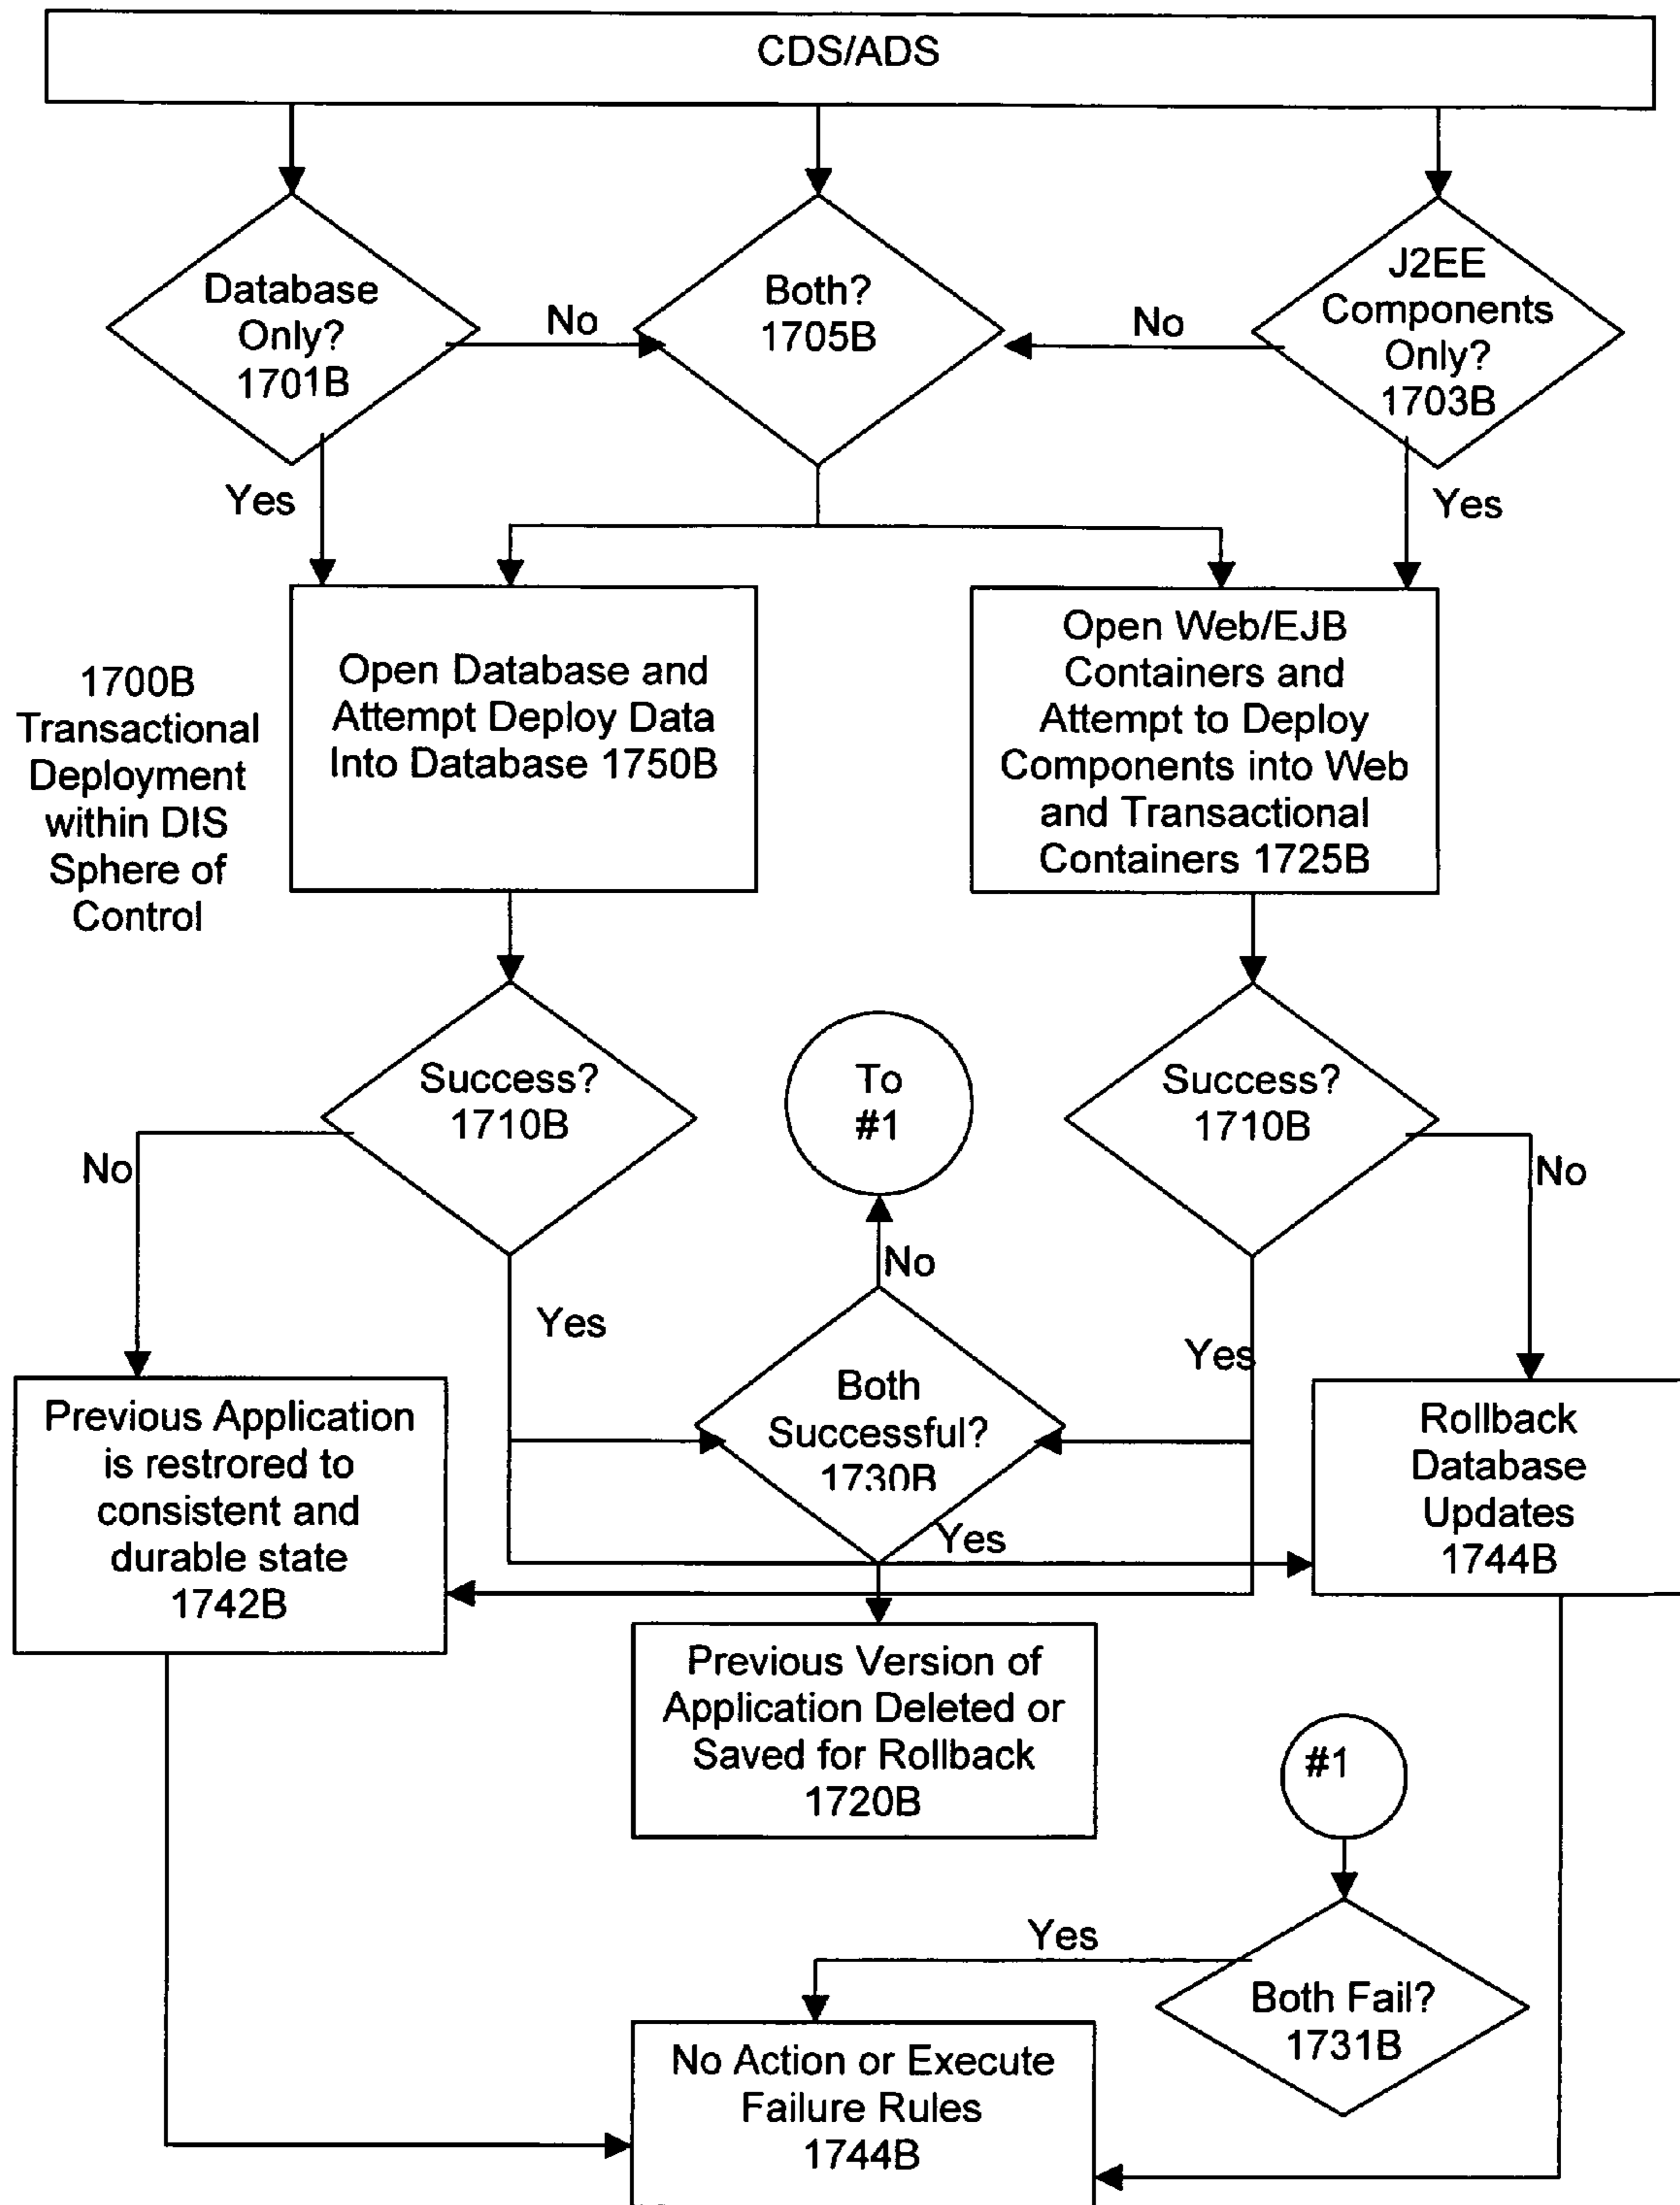 CDS/ADS
Database
Only?
1701B
No
Both?
1705B
No
J2EE
Components
Only?
1703B
Yes
Yes
1700B
Transactional
Deployment
within DIS
Sphere of
Control
Open Database and
Attempt Deploy Data
Into Database 1750B
Open Web/EJB
Containers and
Attempt to Deploy
Components into Web
and Transactional
Containers 1725B
Success?
1710B
To
#1
Success?
1710B
No
No
No
Yes
Yes
Both
Successful?
1730B
Yes
Previous Application
is restrored to
consistent and
durable state
1742B
Rollback
Database
Updates
1744B
Previous Version of
Application Deleted or
Saved for Rollback
1720B
#1
Yes
Both Fail?
1731B
No Action or Execute
Failure Rules
1744B